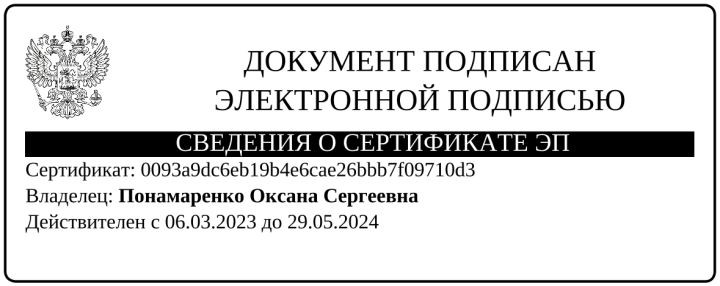 ДОКУМЕНТ ПОДПИСАН
ЭЛЕКТРОННОЙ ПОДПИСЬЮ
СВЕДЕНИЯ О СЕРТИФИКАТЕ ЭП
Сертификат: 0093a9dc6eb19b4e6cae26bbb7f09710d3
Владелец: Понамаренко Оксана Сергеевна
Действителен с 06.03.2023 до 29.05.2024